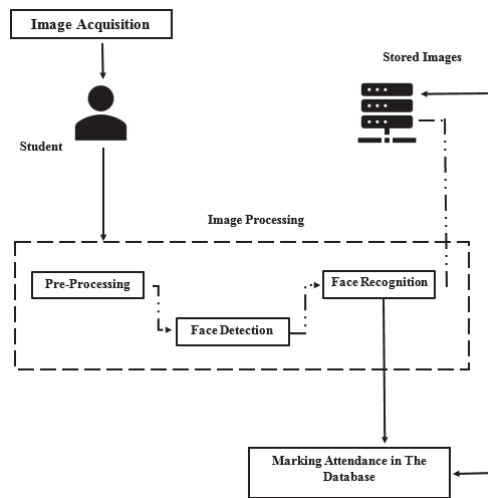 Image Acquisition
Stored Images
Student
Image Processing
Pre-Processing
Face Recognition
Face Detection
Marking Attendance in The
Database